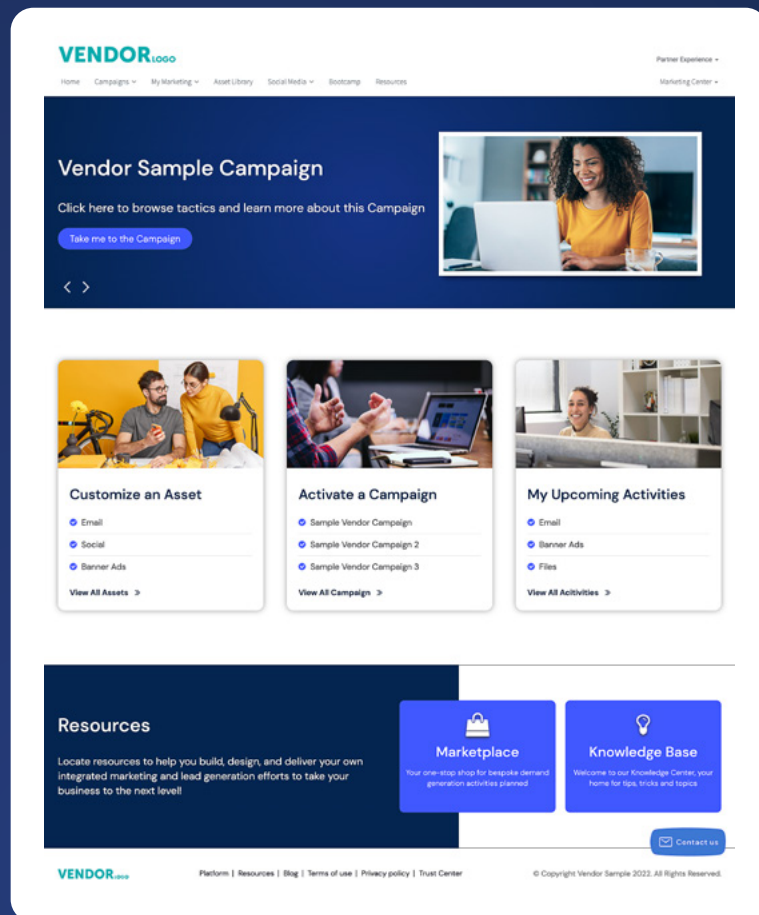 VENDOR LOGO
Partner Experience
Home Campaigns My Marketing Asset Library Social Media Bootcamp Resources Marketing Center
Vendor Sample Campaign
Click here to browse tactics and learn more about this Campaign
Take me to the Campaign
Customize an Asset
Email
Social
Banner Ads
View All Assets »
Activate a Campaign
Sample Vendor Campaign
Sample Vendor Campaign 2
Sample Vendor Campaign 3
View All Campaign »
My Upcoming Activities
Email
Banner Ads
Files
View All Acitivities »
Resources
Locate resources to help you build, design, and deliver your own
integrated marketing and lead generation efforts to take your
business to the next level!
Marketplace
Your one-stop shop for bespoke demand
generation activities planned
Knowledge Base
Welcome to our Knowledge Center, your
home for tips, tricks and topics
Contact us
VENDOR LOGO
Platform | Resources | Blog | Terms of use | Privacy policy | Trust Center
© Copyright Vendor Sample 2022. All Rights Reserved.